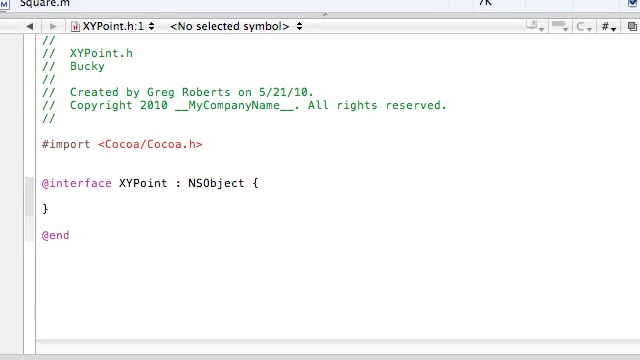 Square.m 7K
XYPoint.h:1 <No selected symbol> C # 
//
// XYPoint.h
// Bucky
//
// Created by Greg Roberts on 5/21/10.
// Copyright 2010 __MyCompanyName__. All rights reserved.
//
#import <Cocoa/Cocoa.h>
@interface XYPoint : NSObject {
}
@end